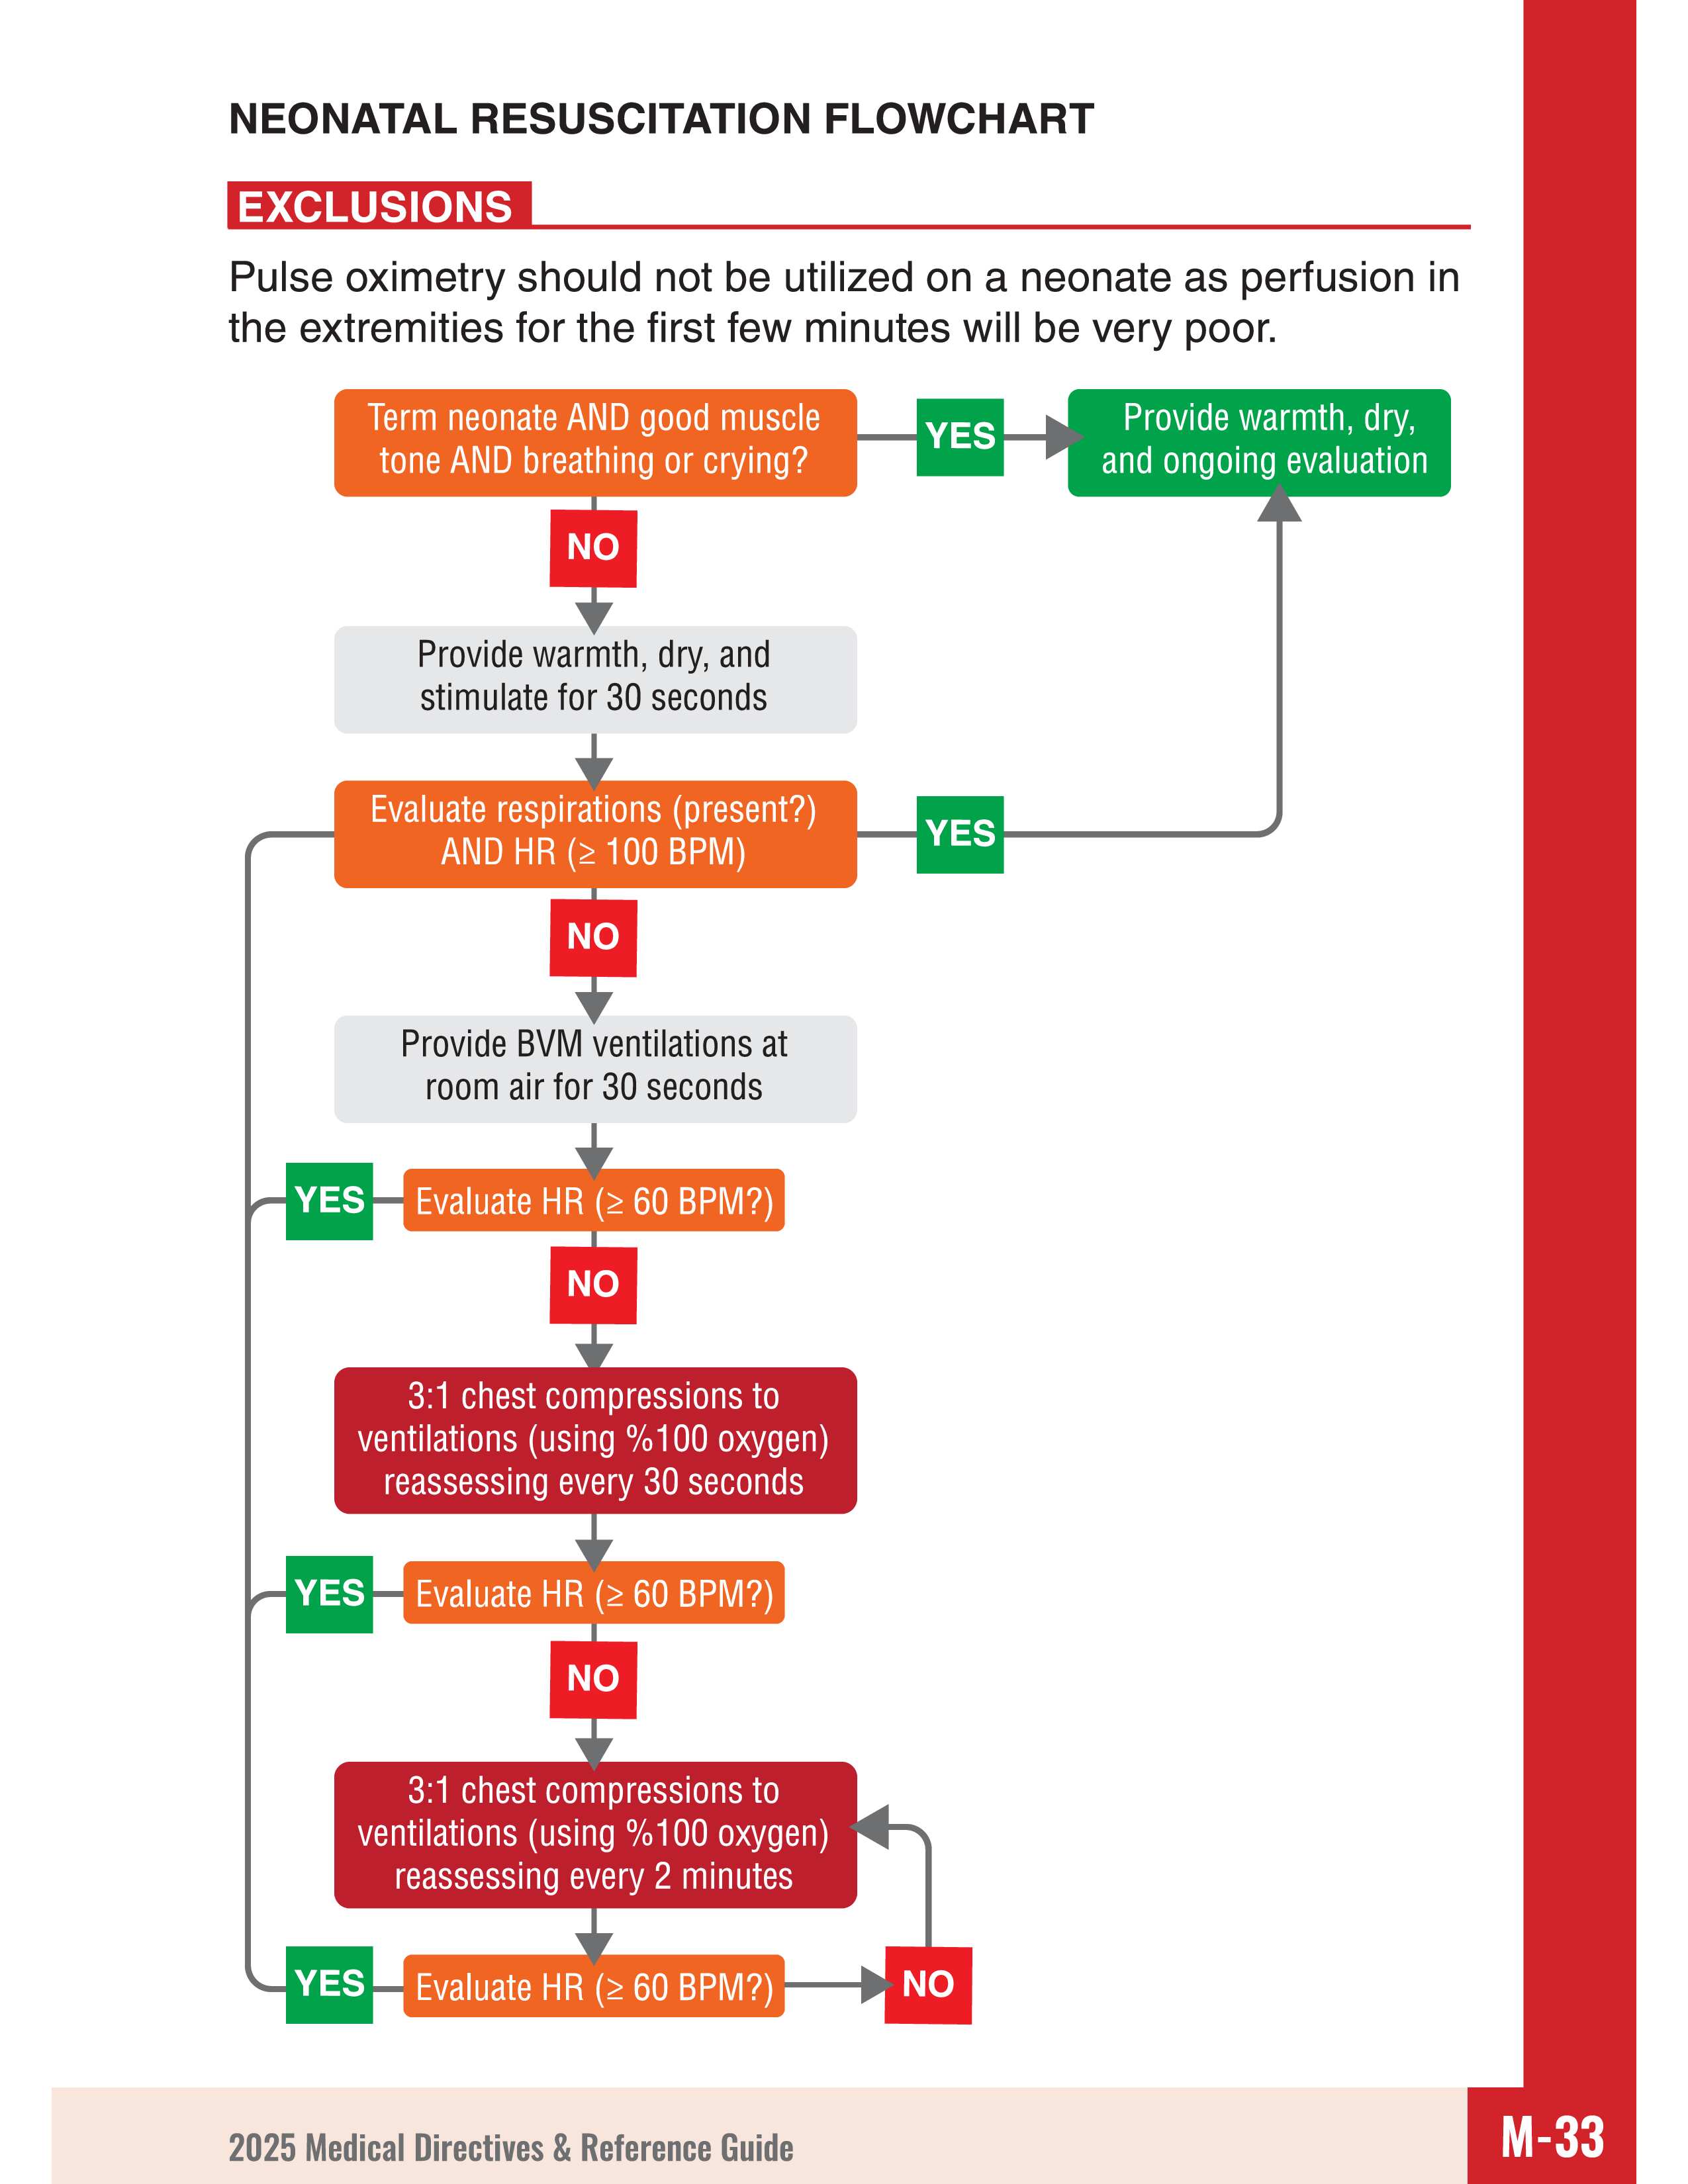 NEONATAL RESUSCITATION FLOWCHART
EXCLUSIONS
Pulse oximetry should not be utilized on a neonate as perfusion in
the extremities for the first few minutes will be very poor.
Term neonate AND good muscle
tone AND breathing or crying?
YES
Provide warmth, dry,
and ongoing evaluation
NO
Provide warmth, dry, and
stimulate for 30 seconds
Evaluate respirations (present?)
AND HR (≥ 100 BPM)
YES
NO
Provide BVM ventilations at
room air for 30 seconds
YES
Evaluate HR (≥ 60 BPM?)
NO
3:1 chest compressions to
ventilations (using %100 oxygen)
reassessing every 30 seconds
YES
Evaluate HR (≥ 60 BPM?)
NO
3:1 chest compressions to
ventilations (using %100 oxygen)
reassessing every 2 minutes
YES
Evaluate HR (≥ 60 BPM?)
NO
2025 Medical Directives & Reference Guide
M-33